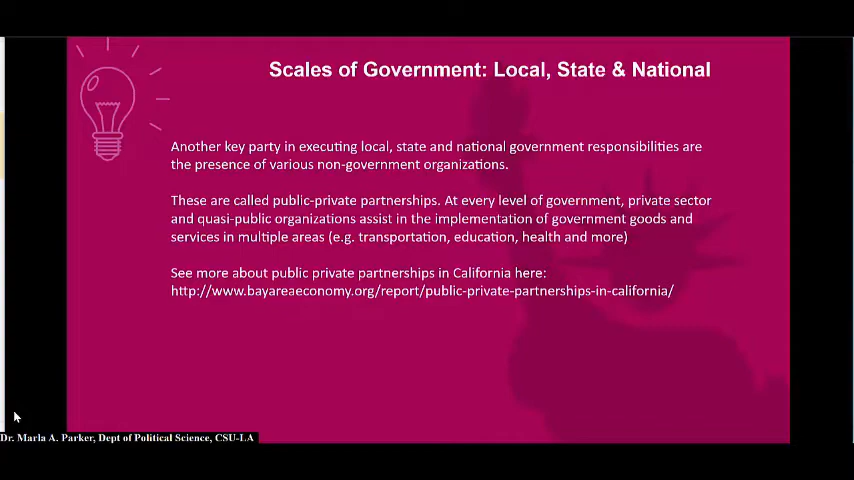 Scales of Government: Local, State & National
Another key party in executing local, state and national government responsibilities are
the presence of various non-government organizations.
These are called public-private partnerships. At every level of government, private sector
and quasi-public organizations assist in the implementation of government goods and
services in multiple areas (e.g. transportation, education, health and more)
See more about public private partnerships in California here:
http://www.bayareaeconomy.org/report/public-private-partnerships-in-california/
Dr. Marla A. Parker, Dept of Political Science, CSU-LA